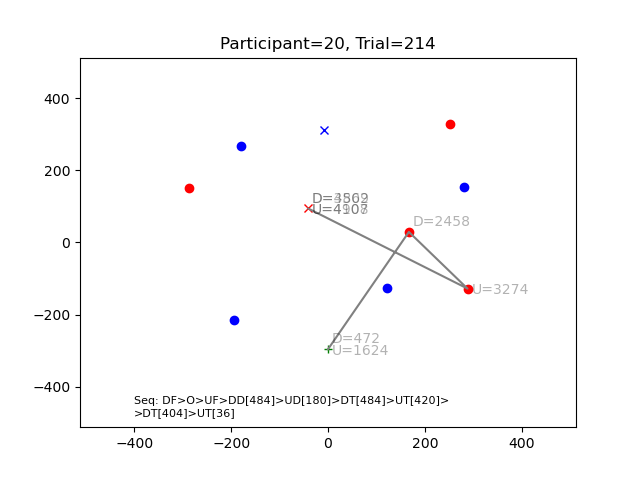 Participant=20, Trial=214
400
200
0
−200
−400
D=2458
U=3274
D=472
U=1624
Seq: DF>O>UF>DD[484]>UD[180]>DT[484]>UT[420]>
>DT[404]>UT[36]
−400
−200
0
200
400